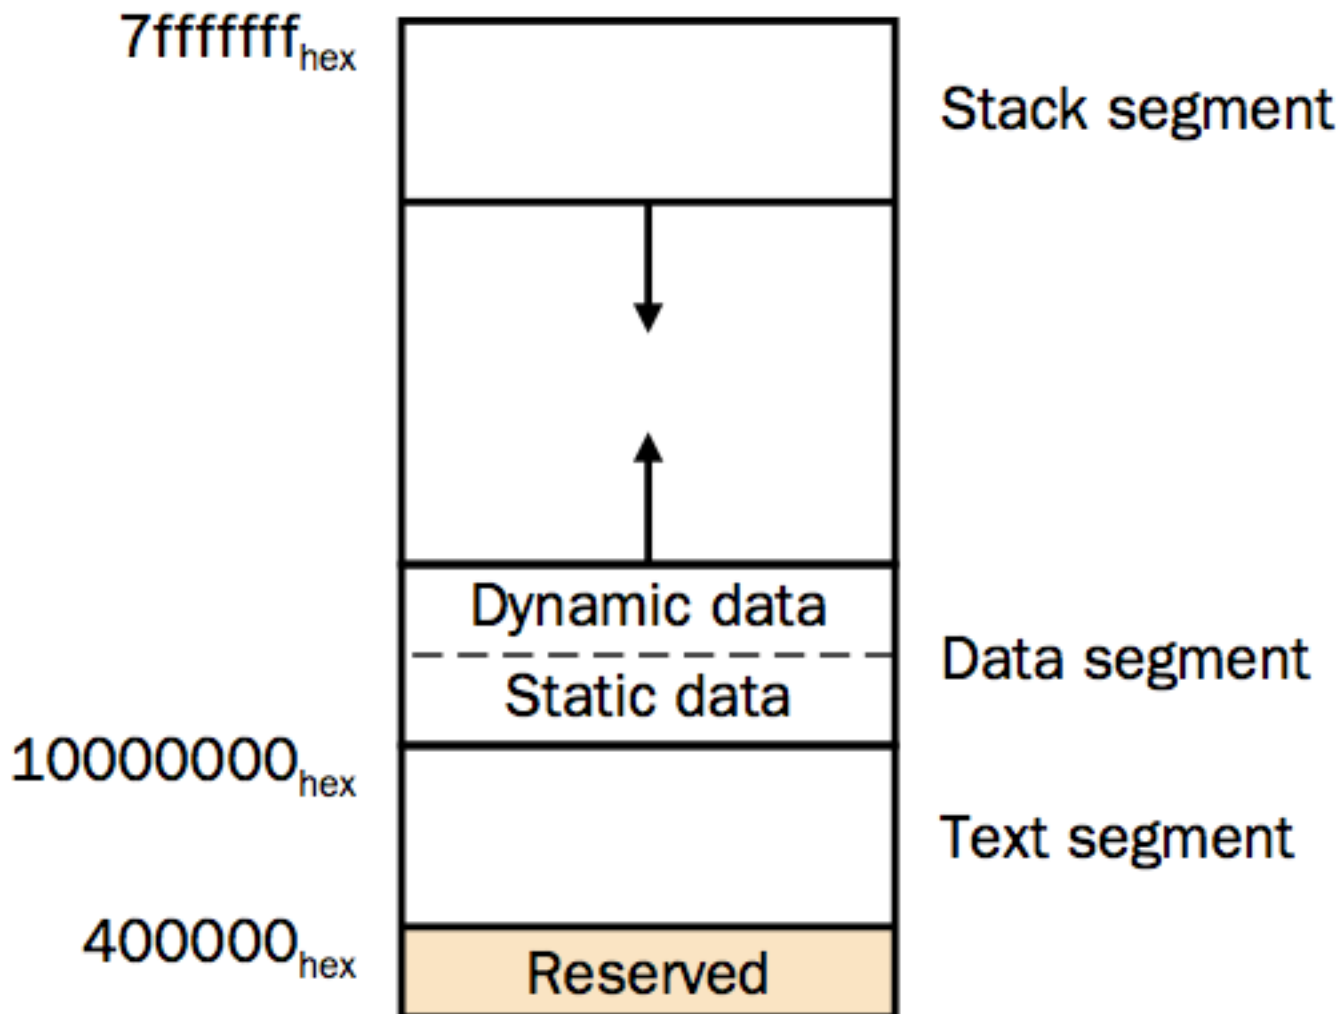 7fffffffhex
Stack segment
Dynamic data
Data segment
Static data
10000000hex
Text segment
400000hex
Reserved